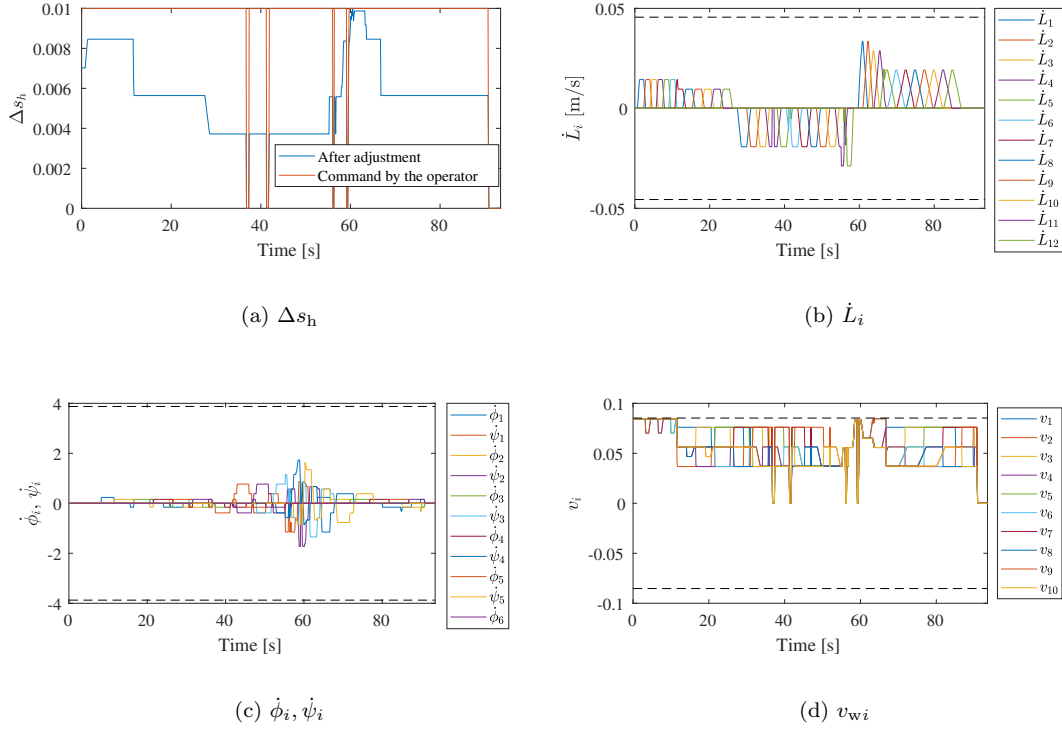 0.01
0.008
0.006
0.004
0.002
0
Δs_h
After adjustment
Command by the operator
0 20 40 60 80
Time [s]
(a) Δs_h
0.05
0
-0.05
L̇_i [m/s]
0 20 40 60 80
Time [s]
L̇_1
L̇_2
L̇_3
L̇_4
L̇_5
L̇_6
L̇_7
L̇_8
L̇_9
L̇_10
L̇_11
L̇_12
(b) L̇_i
4
2
0
-2
-4
ϕ̇_i, ψ̇_i
0 20 40 60 80
Time [s]
ϕ̇_1
ψ̇_1
ϕ̇_2
ψ̇_2
ϕ̇_3
ψ̇_3
ϕ̇_4
ψ̇_4
ϕ̇_5
ψ̇_5
ϕ̇_6
(c) ϕ̇_i, ψ̇_i
0.1
0.05
0
-0.05
-0.1
v_i
0 20 40 60 80
Time [s]
v_1
v_2
v_3
v_4
v_5
v_6
v_7
v_8
v_9
v_10
(d) v_wi